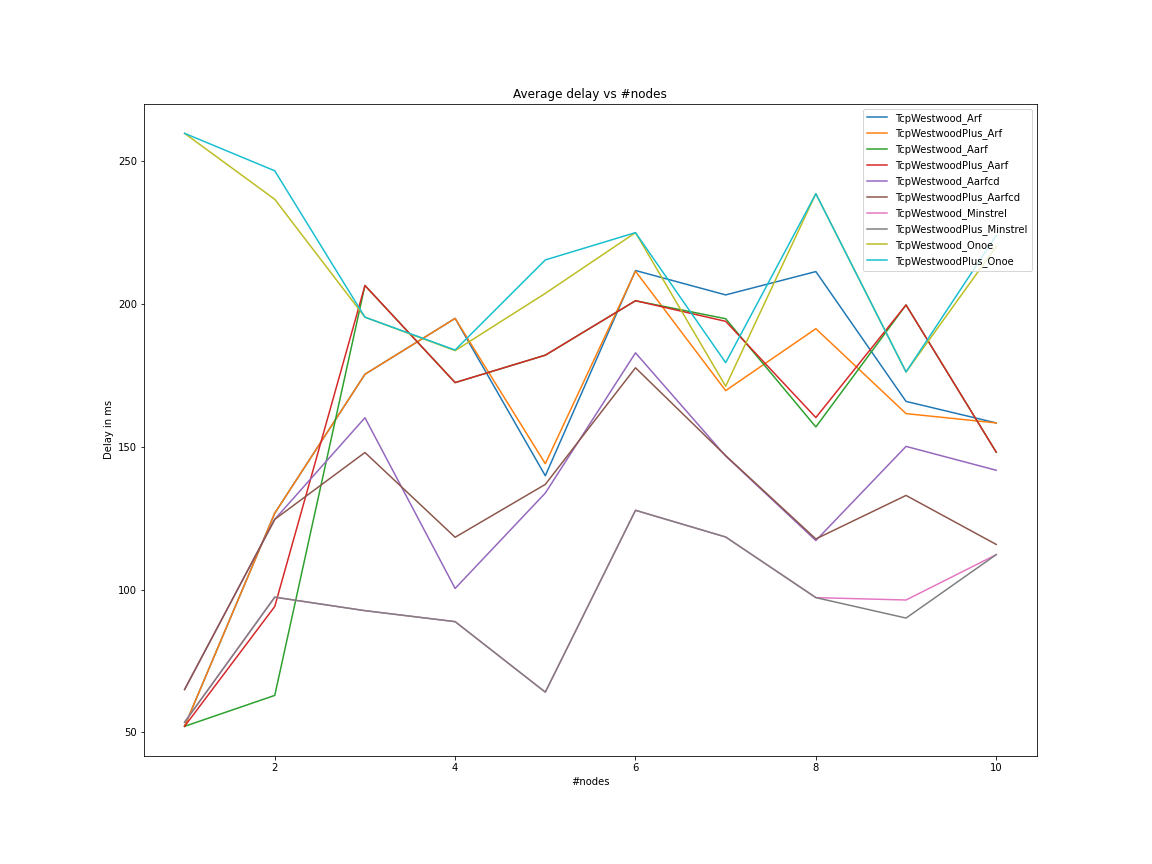 Average delay vs #nodes
TcpWestwood_Arf
TcpWestwoodPlus_Arf
TcpWestwood_Aarf
TcpWestwoodPlus_Aarf
TcpWestwood_Aarfcd
TcpWestwoodPlus_Aarfcd
TcpWestwood_Minstrel
TcpWestwoodPlus_Minstrel
TcpWestwood_Onoe
TcpWestwoodPlus_Onoe
250
200
150
100
50
Delay in ms
2 4 6 8 10
#nodes